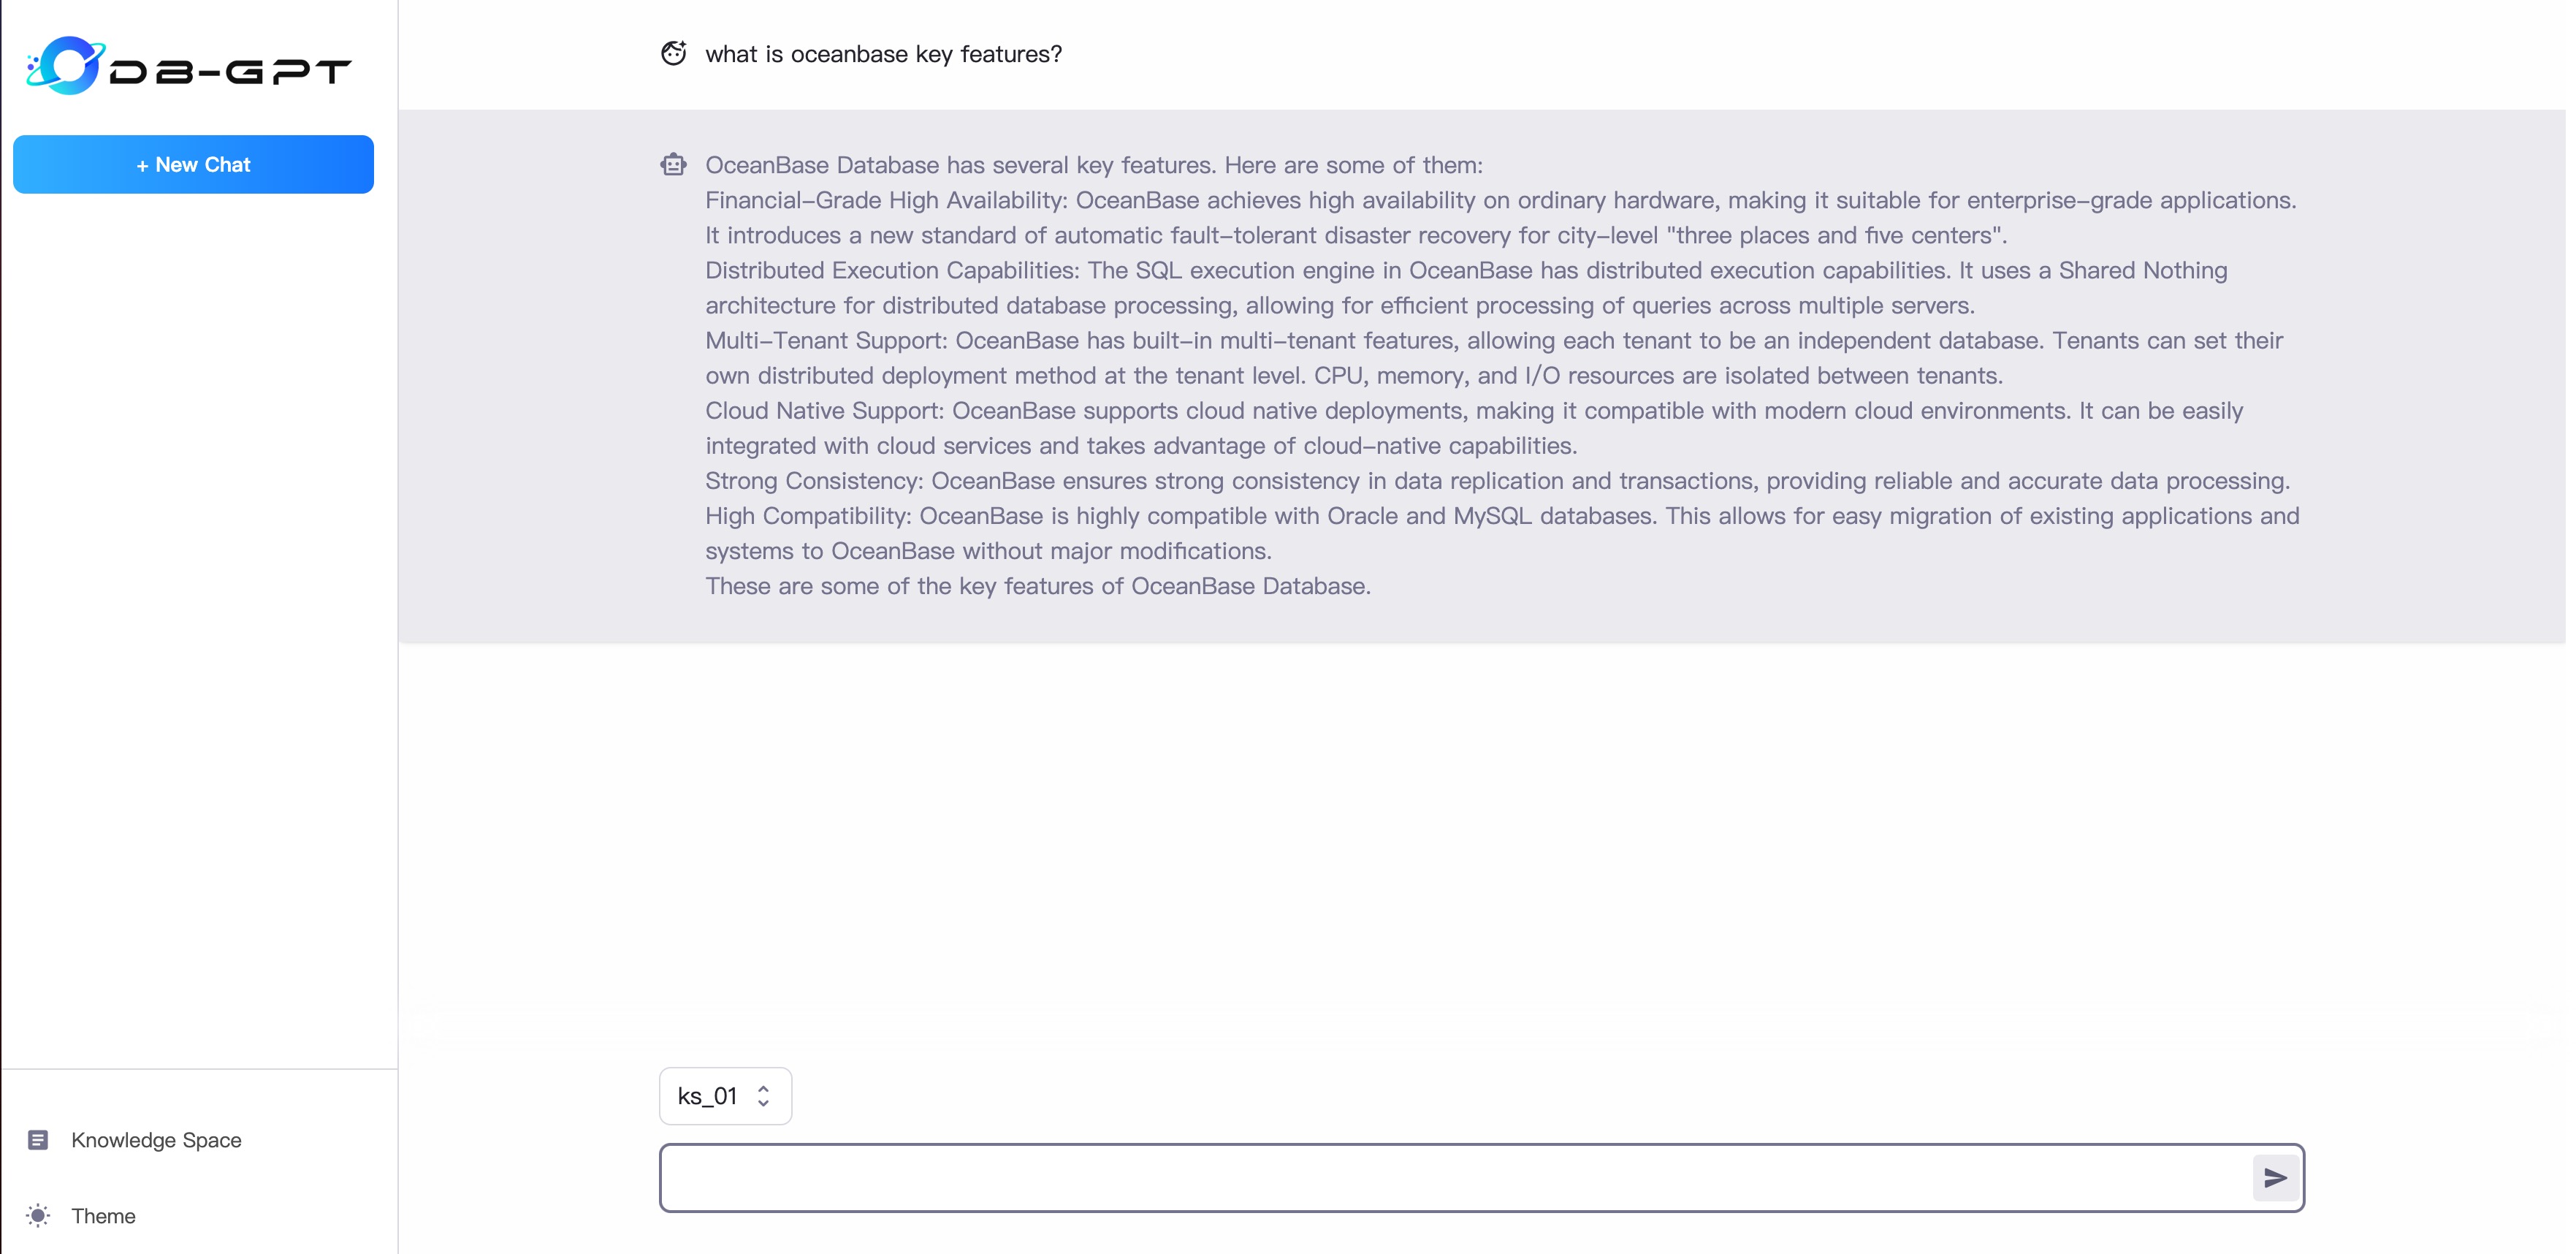 DB-GPT
+ New Chat
what is oceanbase key features?
OceanBase Database has several key features. Here are some of them:
Financial-Grade High Availability: OceanBase achieves high availability on ordinary hardware, making it suitable for enterprise-grade applications.
It introduces a new standard of automatic fault-tolerant disaster recovery for city-level "three places and five centers".
Distributed Execution Capabilities: The SQL execution engine in OceanBase has distributed execution capabilities. It uses a Shared Nothing
architecture for distributed database processing, allowing for efficient processing of queries across multiple servers.
Multi-Tenant Support: OceanBase has built-in multi-tenant features, allowing each tenant to be an independent database. Tenants can set their
own distributed deployment method at the tenant level. CPU, memory, and I/O resources are isolated between tenants.
Cloud Native Support: OceanBase supports cloud native deployments, making it compatible with modern cloud environments. It can be easily
integrated with cloud services and takes advantage of cloud-native capabilities.
Strong Consistency: OceanBase ensures strong consistency in data replication and transactions, providing reliable and accurate data processing.
High Compatibility: OceanBase is highly compatible with Oracle and MySQL databases. This allows for easy migration of existing applications and
systems to OceanBase without major modifications.
These are some of the key features of OceanBase Database.
ks_01
Knowledge Space
Theme